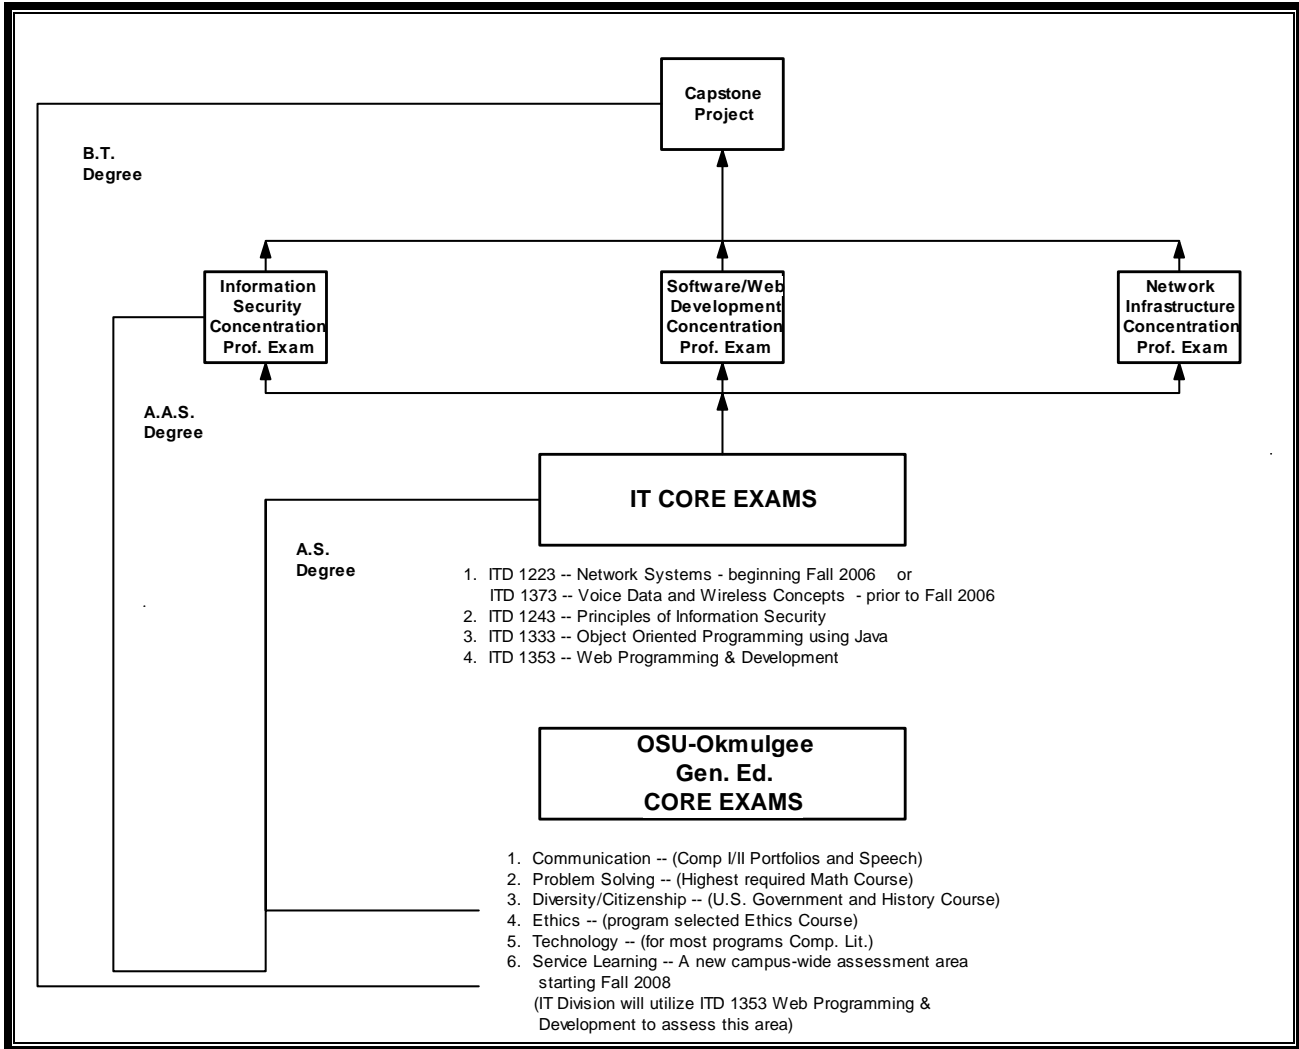 Capstone
Project
B.T.
Degree
Information
Security
Concentration
Prof. Exam
Software/Web
Development
Concentration
Prof. Exam
Network
Infrastructure
Concentration
Prof. Exam
A.A.S.
Degree
IT CORE EXAMS
A.S.
Degree
1. ITD 1223 -- Network Systems - beginning Fall 2006 or
ITD 1373 -- Voice Data and Wireless Concepts - prior to Fall 2006
2. ITD 1243 -- Principles of Information Security
3. ITD 1333 -- Object Oriented Programming using Java
4. ITD 1353 -- Web Programming & Development
OSU-Okmulgee
Gen. Ed.
CORE EXAMS
1. Communication -- (Comp I/II Portfolios and Speech)
2. Problem Solving -- (Highest required Math Course)
3. Diversity/Citizenship -- (U.S. Government and History Course)
4. Ethics -- (program selected Ethics Course)
5. Technology -- (for most programs Comp. Lit.)
6. Service Learning -- A new campus-wide assessment area
starting Fall 2008
(IT Division will utilize ITD 1353 Web Programming &
Development to assess this area)